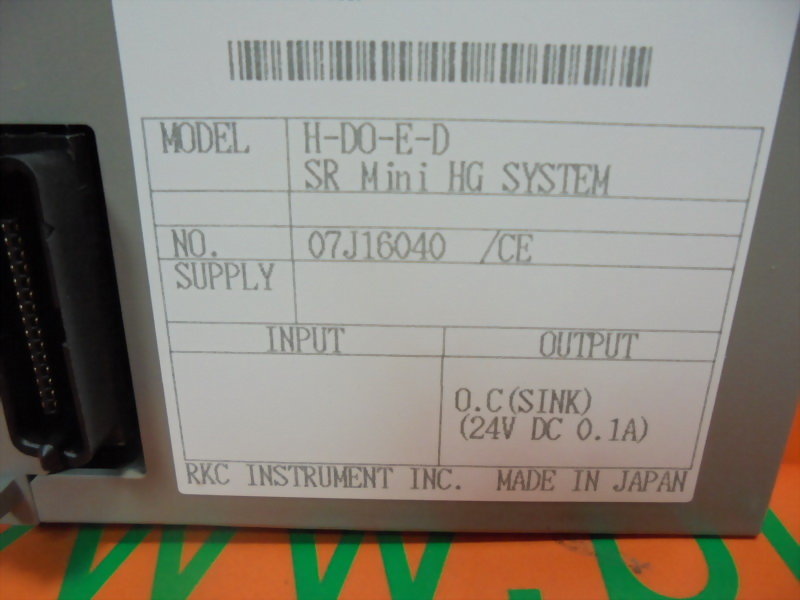 MODEL H-DO-E-D
SR Mini HG SYSTEM
NO. 07J16040 /CE
SUPPLY
INPUT OUTPUT
O.C(SINK)
(24V DC 0.1A)
RKC INSTRUMENT INC. MADE IN JAPAN